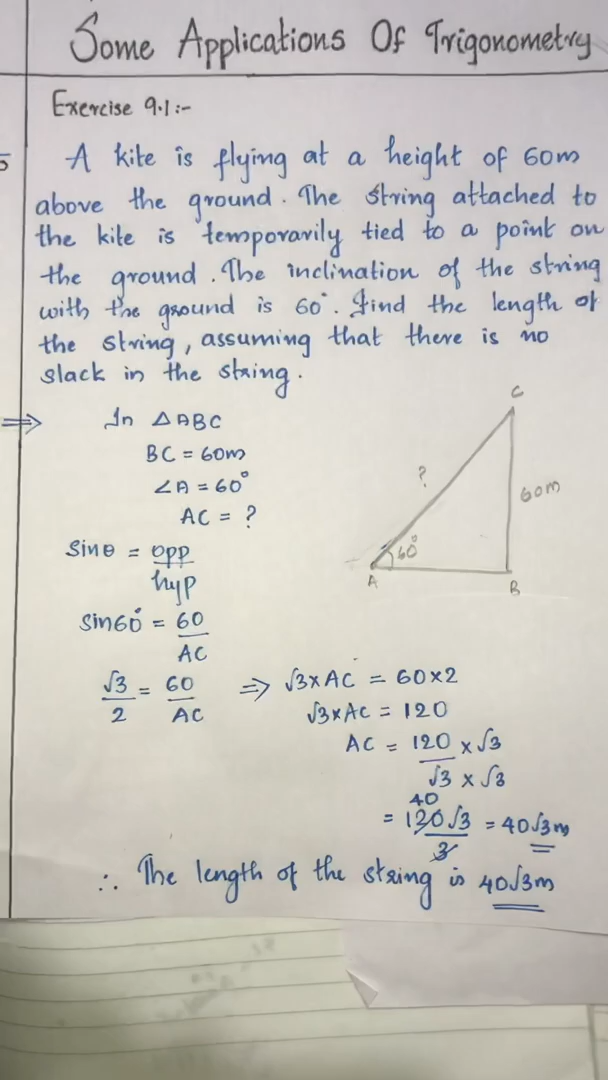 Some Applications Of Trigonometry
Exercise 9.1:-
5 A kite is flying at a height of 60m
above the ground. The string attached to
the kite is temporarily tied to a point on
the ground. The inclination of the string
with the ground is 60°. Find the length of
the string, assuming that there is no
slack in the string.
⇒ In △ABC
BC = 60m
∠A = 60°
AC = ?
Sinθ = opp/hyp
Sin60° = 60/AC
√3/2 = 60/AC ⇒ √3×AC = 60×2
√3×AC = 120
AC = 120/√3 × √3/√3
= 120√3/3 = 40√3m
40
∴ The length of the string is 40√3m
C
?
60m
60°
A
B